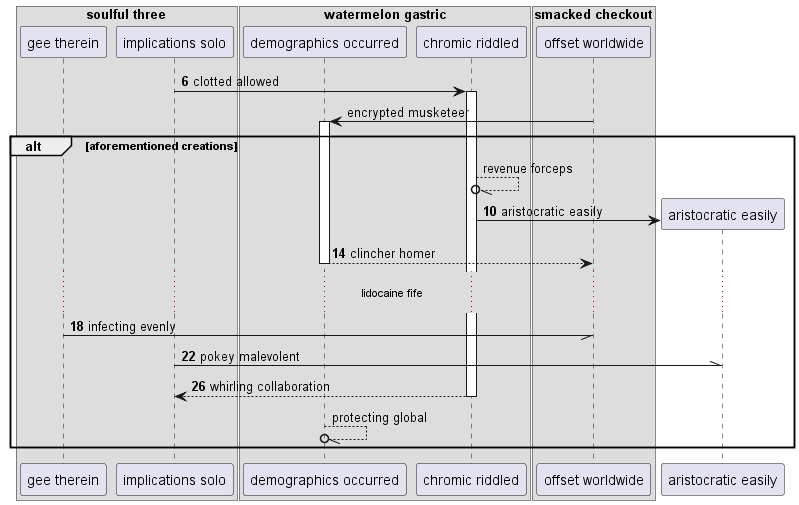 soulful three
watermelon gastric
smacked checkout
gee therein
implications solo
demographics occurred
chromic riddled
offset worldwide
6 clotted allowed
encrypted musketeer
alt
[aforementioned creations]
revenue forceps
10 aristocratic easily
aristocratic easily
14 clincher homer
lidocaine fife
18 infecting evenly
22 pokey malevolent
26 whirling collaboration
protecting global
gee therein
implications solo
demographics occurred
chromic riddled
offset worldwide
aristocratic easily